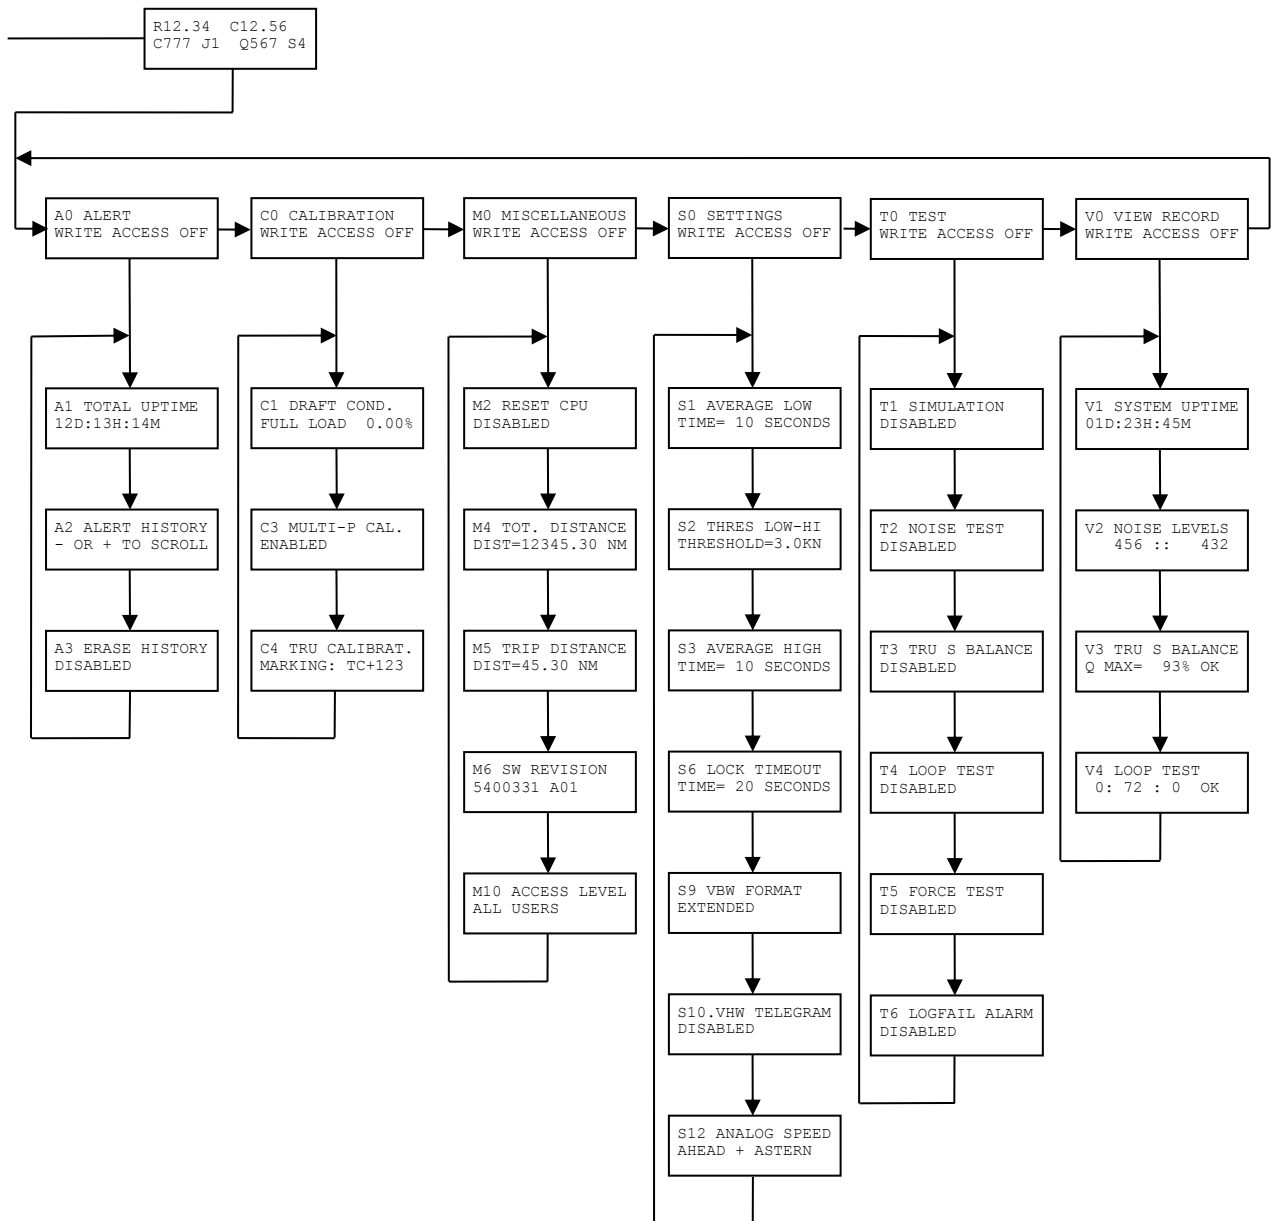 R12.34  C12.56
C777 J1  Q567 S4
A0 ALERT
WRITE ACCESS OFF
C0 CALIBRATION
WRITE ACCESS OFF
M0 MISCELLANEOUS
WRITE ACCESS OFF
S0 SETTINGS
WRITE ACCESS OFF
T0 TEST
WRITE ACCESS OFF
V0 VIEW RECORD
WRITE ACCESS OFF
A1 TOTAL UPTIME
12D:13H:14M
A2 ALERT HISTORY
- OR + TO SCROLL
A3 ERASE HISTORY
DISABLED
C1 DRAFT COND.
FULL LOAD  0.00%
C3 MULTI-P CAL.
ENABLED
C4 TRU CALIBRAT.
MARKING: TC+123
M2 RESET CPU
DISABLED
M4 TOT. DISTANCE
DIST=12345.30 NM
M5 TRIP DISTANCE
DIST=45.30 NM
M6 SW REVISION
5400331 A01
M10 ACCESS LEVEL
ALL USERS
S1 AVERAGE LOW
TIME= 10 SECONDS
S2 THRES LOW-HI
THRESHOLD=3.0KN
S3 AVERAGE HIGH
TIME= 10 SECONDS
S6 LOCK TIMEOUT
TIME= 20 SECONDS
S9 VBW FORMAT
EXTENDED
S10.VHW TELEGRAM
DISABLED
S12 ANALOG SPEED
AHEAD + ASTERN
T1 SIMULATION
DISABLED
T2 NOISE TEST
DISABLED
T3 TRU S BALANCE
DISABLED
T4 LOOP TEST
DISABLED
T5 FORCE TEST
DISABLED
T6 LOGFAIL ALARM
DISABLED
V1 SYSTEM UPTIME
01D:23H:45M
V2 NOISE LEVELS
456 ::   432
V3 TRU S BALANCE
Q MAX=  93% OK
V4 LOOP TEST
0: 72 : 0  OK